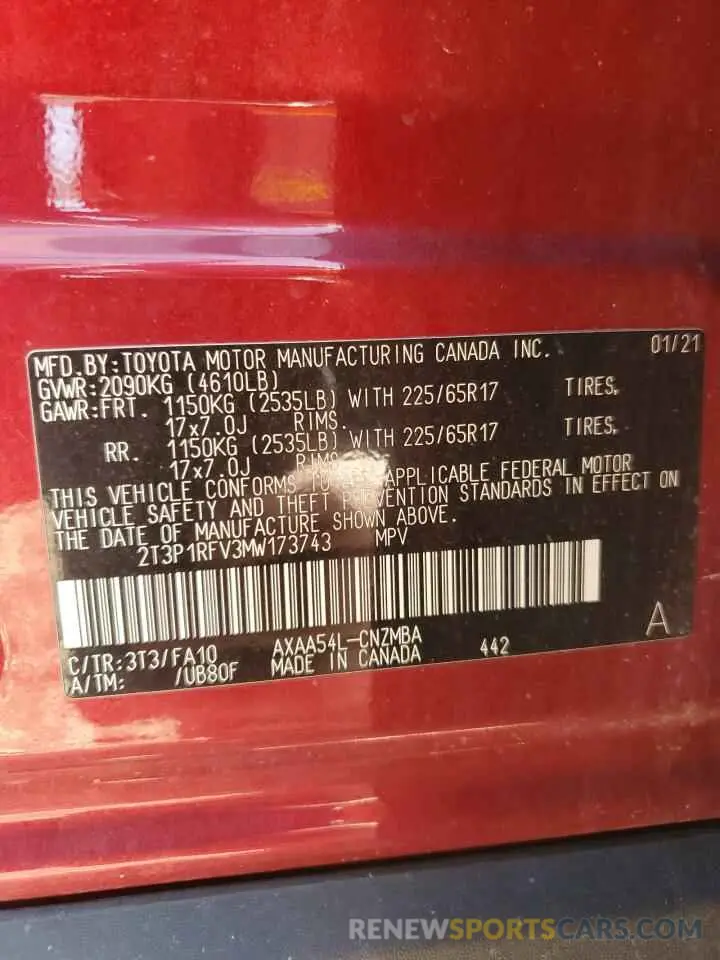 MFD.BY:TOYOTA MOTOR MANUFACTURING CANADA INC. 01/21
GVWR:2090KG (4610LB)
GAWR:FRT. 1150KG (2535LB) WITH 225/65R17 TIRES,
17x7.0J RIMS.
RR. 1150KG (2535LB) WITH 225/65R17 TIRES,
17x7.0J RIMS
THIS VEHICLE CONFORMS TO APPLICABLE FEDERAL MOTOR
VEHICLE SAFETY AND THEFT PREVENTION STANDARDS IN EFFECT ON
THE DATE OF MANUFACTURE SHOWN ABOVE.
2T3P1RFV3MW173743 MPV
C/TR:3T3/FA10 AXAA54L-CNZMBA 442 A
A/TM: /UB80F MADE IN CANADA
RENEWSPORTSCARS.COM